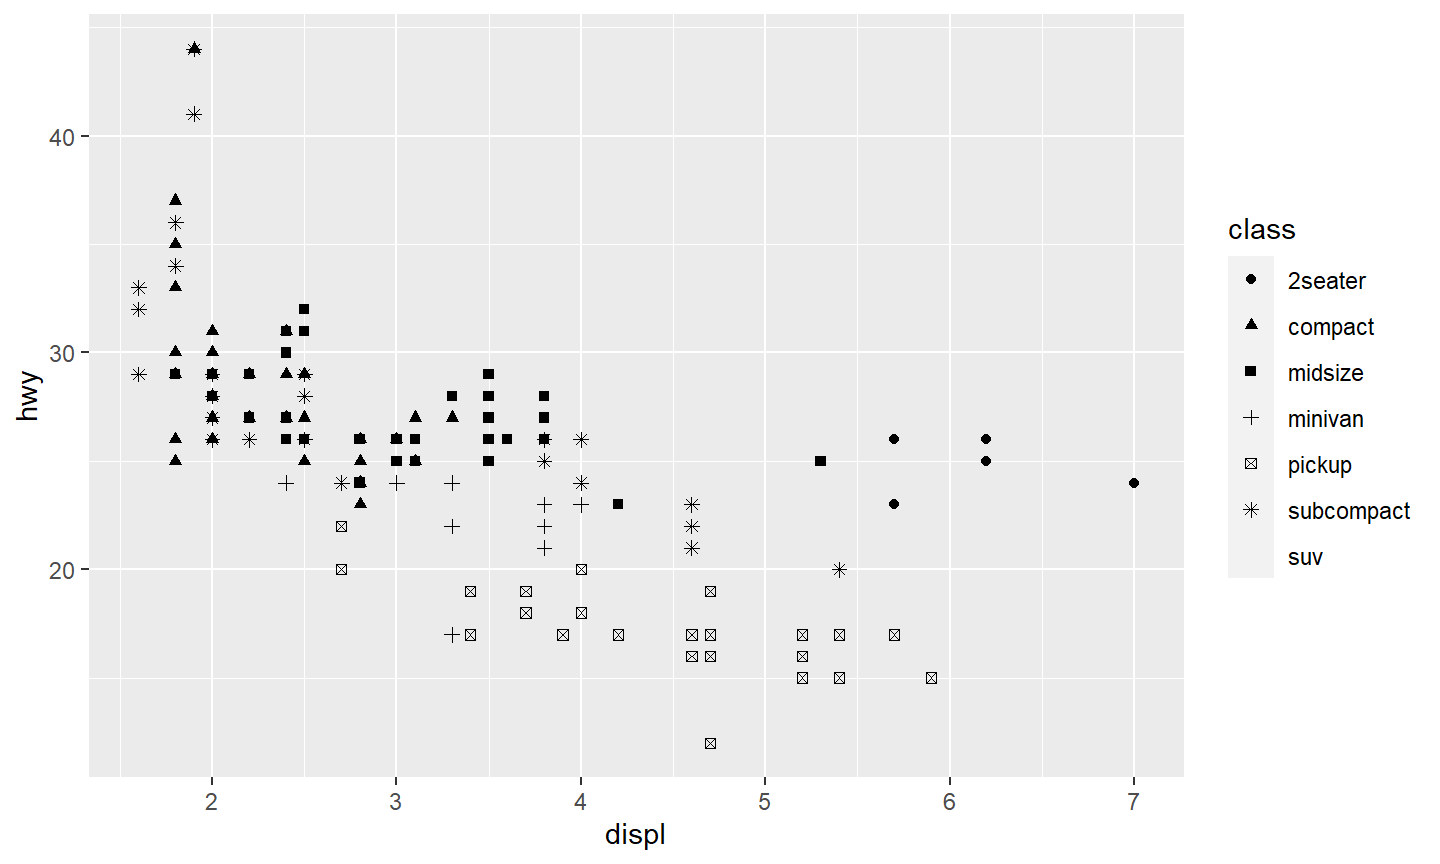 40
30
20
hwy
2
3
4
5
6
7
displ
class
2seater
compact
midsize
minivan
pickup
subcompact
suv